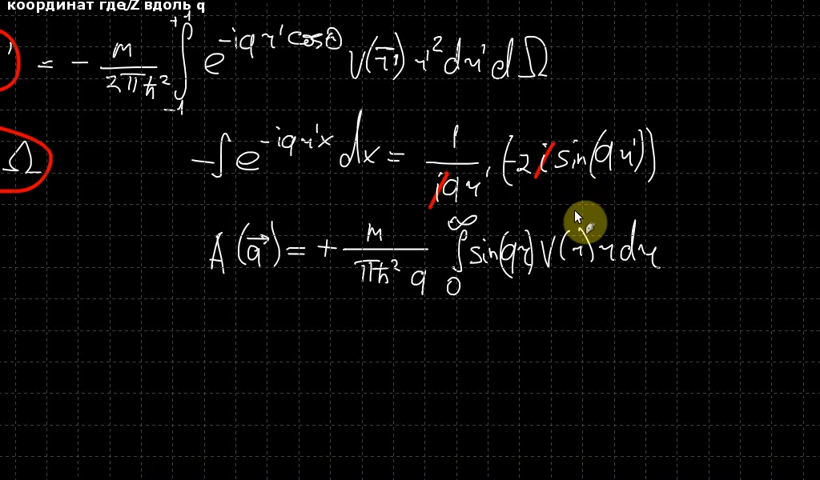 координат где/Z вдоль q
' = - m / 2πħ² ∫₋₁⁺¹ e^{-iqr'cosθ} V(r̄') r'² dr' dΩ
Ω - ∫ e^{-iqr'x} dx = 1 / iqr' · (-2i sin(qr'))
A(q⃗) = + m / πħ² q ∫₀^∞ sin(qr) V(r) r dr